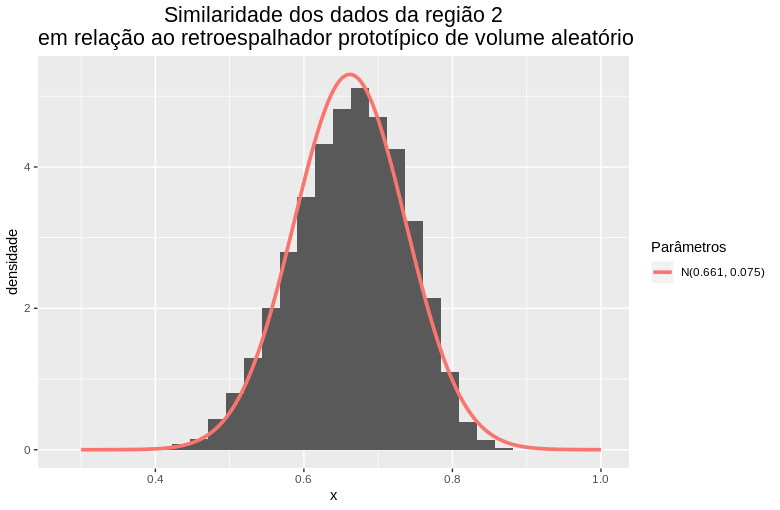 Similaridade dos dados da região 2
em relação ao retroespalhador prototípico de volume aleatório
densidade
4
2
0
0.4
0.6
0.8
1.0
x
Parâmetros
N(0.661, 0.075)